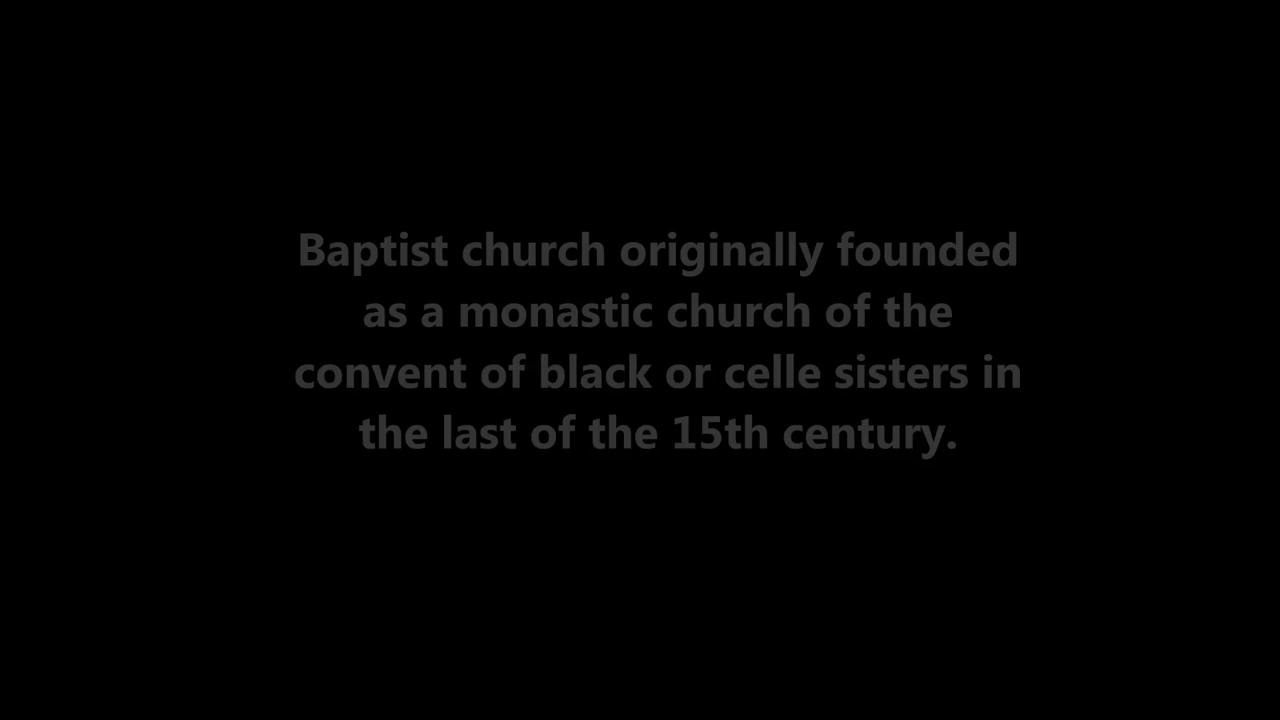 Baptist church originally founded
as a monastic church of the
convent of black or celle sisters in
the last of the 15th century.